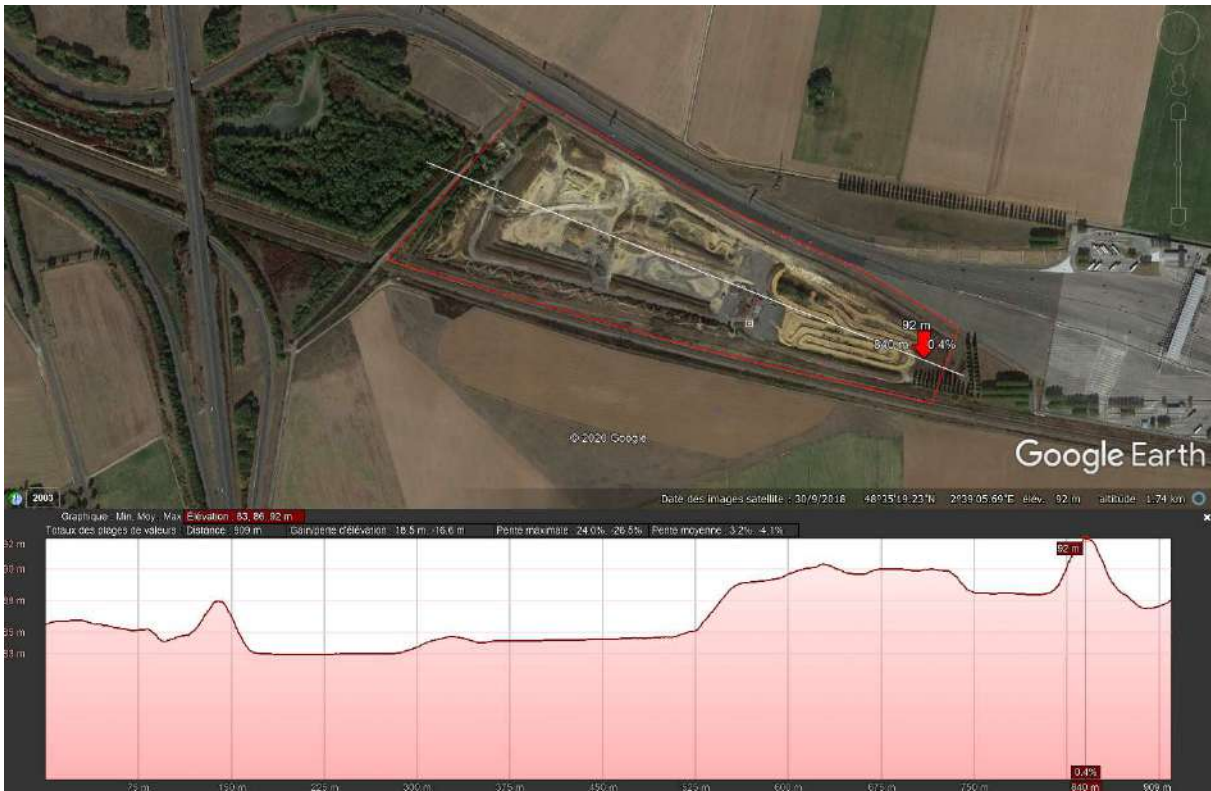 92 m
840 m 0.4%
© 2020 Google
Google Earth
2003
Date des images satellite : 30/9/2018 48°35'19.23"N 2°39'05.69"E élév. 92 m altitude 1.74 km
Graphique : Min, Moy, Max Élévation : 83, 86, 92 m
Totaux des plages de valeurs : Distance : 909 m Gain/perte d'élévation : 18.5 m, -16.6 m Pente maximale : 24.0%, -26.5% Pente moyenne : 3.2%, -4.1%
92 m
92 m
85 m
83 m
0.4%
75 m 150 m 225 m 300 m 375 m 450 m 525 m 600 m 675 m 750 m 840 m 909 m